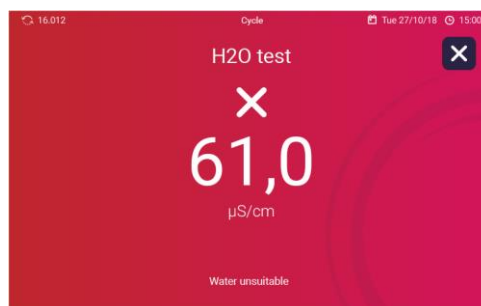 16.012 Cycle Tue 27/10/18 15:00
H2O test
61,0
µS/cm
Water unsuitable